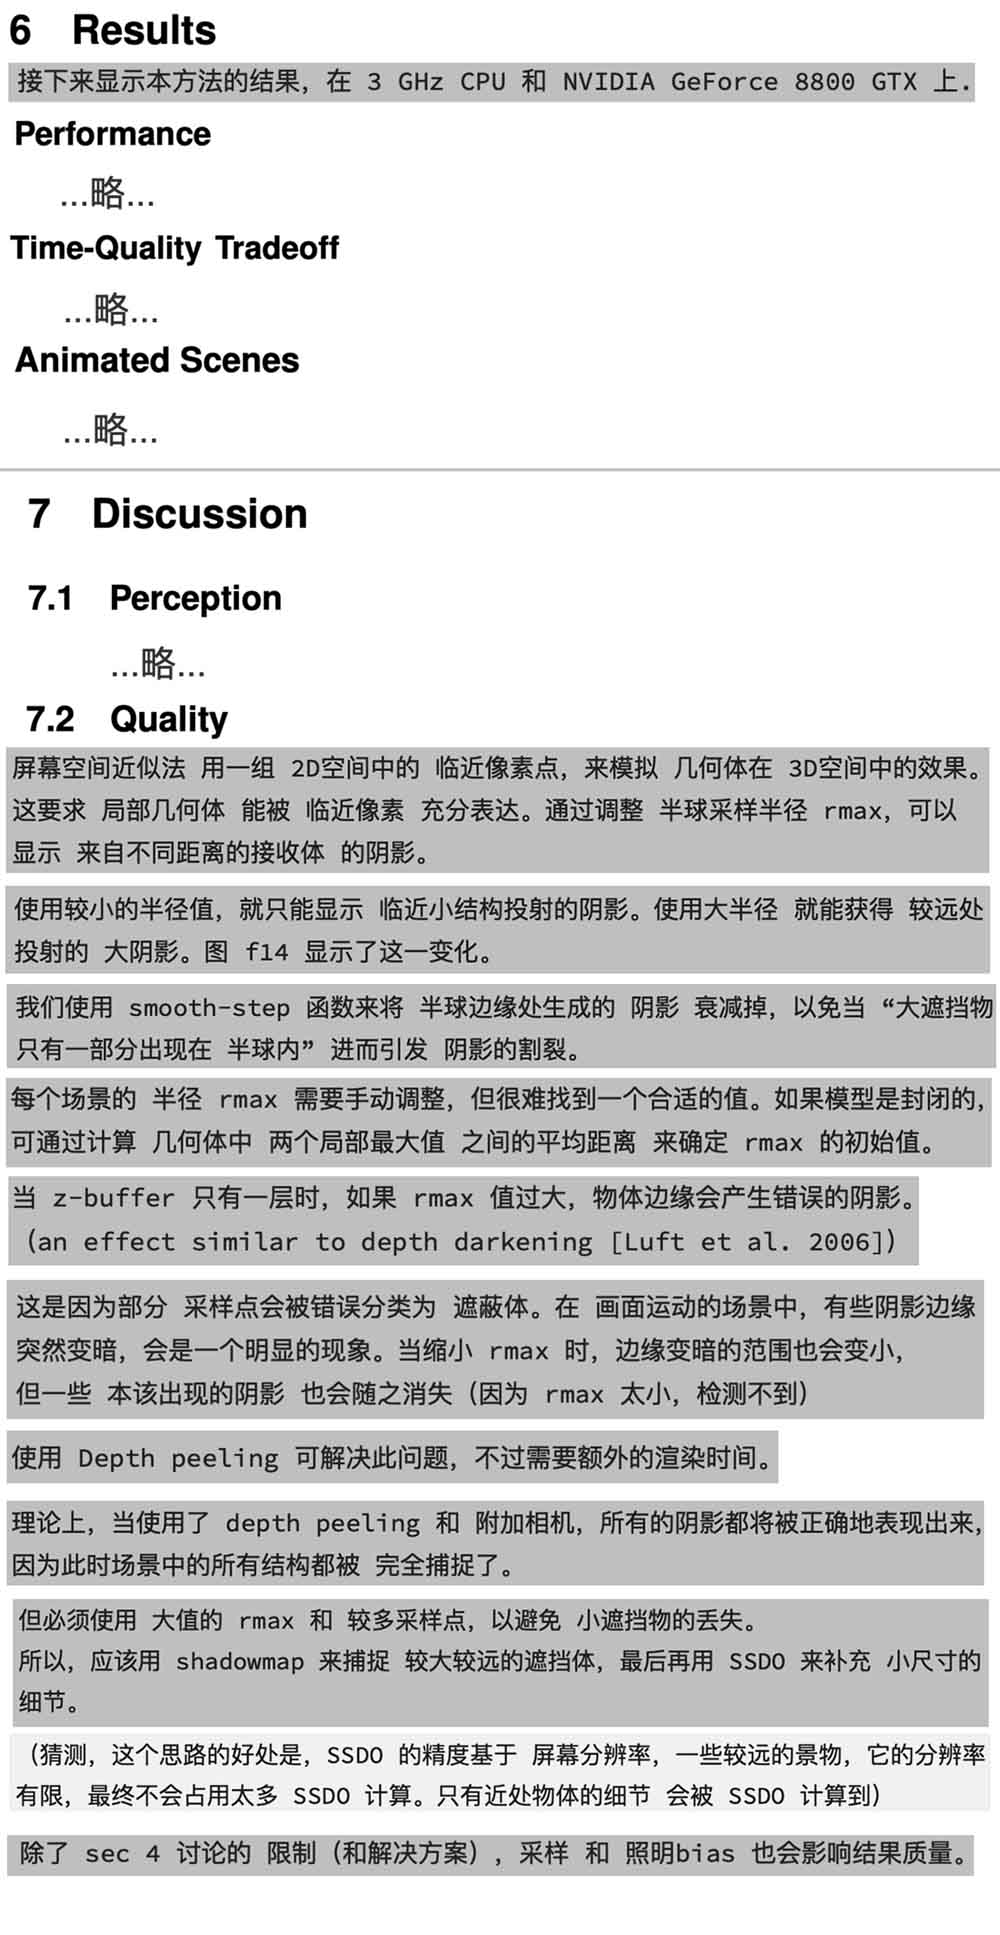 6 Results
接下来显示本方法的结果，在 3 GHz CPU 和 NVIDIA GeForce 8800 GTX 上.
Performance
...略...
Time-Quality Tradeoff
...略...
Animated Scenes
...略...
7 Discussion
7.1 Perception
...略...
7.2 Quality
屏幕空间近似法 用一组 2D空间中的 临近像素点，来模拟 几何体在 3D空间中的效果。
这要求 局部几何体 能被 临近像素 充分表达。通过调整 半球采样半径 rmax，可以
显示 来自不同距离的接收体 的阴影。
使用较小的半径值，就只能显示 临近小结构投射的阴影。使用大半径 就能获得 较远处
投射的 大阴影。图 f14 显示了这一变化。
我们使用 smooth-step 函数来将 半球边缘处生成的 阴影 衰减掉，以免当 “大遮挡物
只有一部分出现在 半球内” 进而引发 阴影的割裂。
每个场景的 半径 rmax 需要手动调整，但很难找到一个合适的值。如果模型是封闭的，
可通过计算 几何体中 两个局部最大值 之间的平均距离 来确定 rmax 的初始值。
当 z-buffer 只有一层时，如果 rmax 值过大，物体边缘会产生错误的阴影。
（an effect similar to depth darkening [Luft et al. 2006]）
这是因为部分 采样点会被错误分类为 遮蔽体。在 画面运动的场景中，有些阴影边缘
突然变暗，会是一个明显的现象。当缩小 rmax 时，边缘变暗的范围也会变小，
但一些 本该出现的阴影 也会随之消失（因为 rmax 太小，检测不到）
使用 Depth peeling 可解决此问题，不过需要额外的渲染时间。
理论上，当使用了 depth peeling 和 附加相机，所有的阴影都将被正确地表现出来，
因为此时场景中的所有结构都被 完全捕捉了。
但必须使用 大值的 rmax 和 较多采样点，以避免 小遮挡物的丢失。
所以，应该用 shadowmap 来捕捉 较大较远的遮挡体，最后再用 SSDO 来补充 小尺寸的
细节。
（猜测，这个思路的好处是，SSDO 的精度基于 屏幕分辨率，一些较远的景物，它的分辨率
有限，最终不会占用太多 SSDO 计算。只有近处物体的细节 会被 SSDO 计算到）
除了 sec 4 讨论的 限制（和解决方案），采样 和 照明bias 也会影响结果质量。